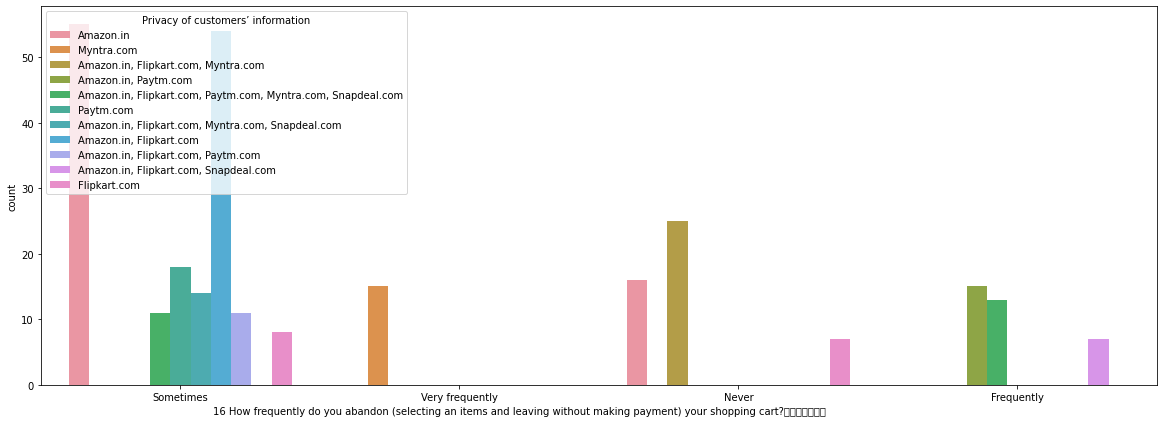 Privacy of customers’ information
Amazon.in
Myntra.com
Amazon.in, Flipkart.com, Myntra.com
Amazon.in, Paytm.com
Amazon.in, Flipkart.com, Paytm.com, Myntra.com, Snapdeal.com
Paytm.com
Amazon.in, Flipkart.com, Myntra.com, Snapdeal.com
Amazon.in, Flipkart.com
Amazon.in, Flipkart.com, Paytm.com
Amazon.in, Flipkart.com, Snapdeal.com
Flipkart.com
50
40
30
20
10
0
count
Sometimes
Very frequently
Never
Frequently
16 How frequently do you abandon (selecting an items and leaving without making payment) your shopping cart?